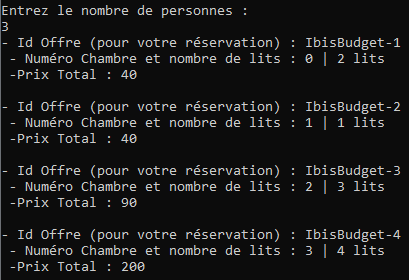 Entrez le nombre de personnes :
3
- Id Offre (pour votre réservation) : IbisBudget-1
- Numéro Chambre et nombre de lits : 0 | 2 lits
-Prix Total : 40
- Id Offre (pour votre réservation) : IbisBudget-2
- Numéro Chambre et nombre de lits : 1 | 1 lits
-Prix Total : 40
- Id Offre (pour votre réservation) : IbisBudget-3
- Numéro Chambre et nombre de lits : 2 | 3 lits
-Prix Total : 90
- Id Offre (pour votre réservation) : IbisBudget-4
- Numéro Chambre et nombre de lits : 3 | 4 lits
-Prix Total : 200